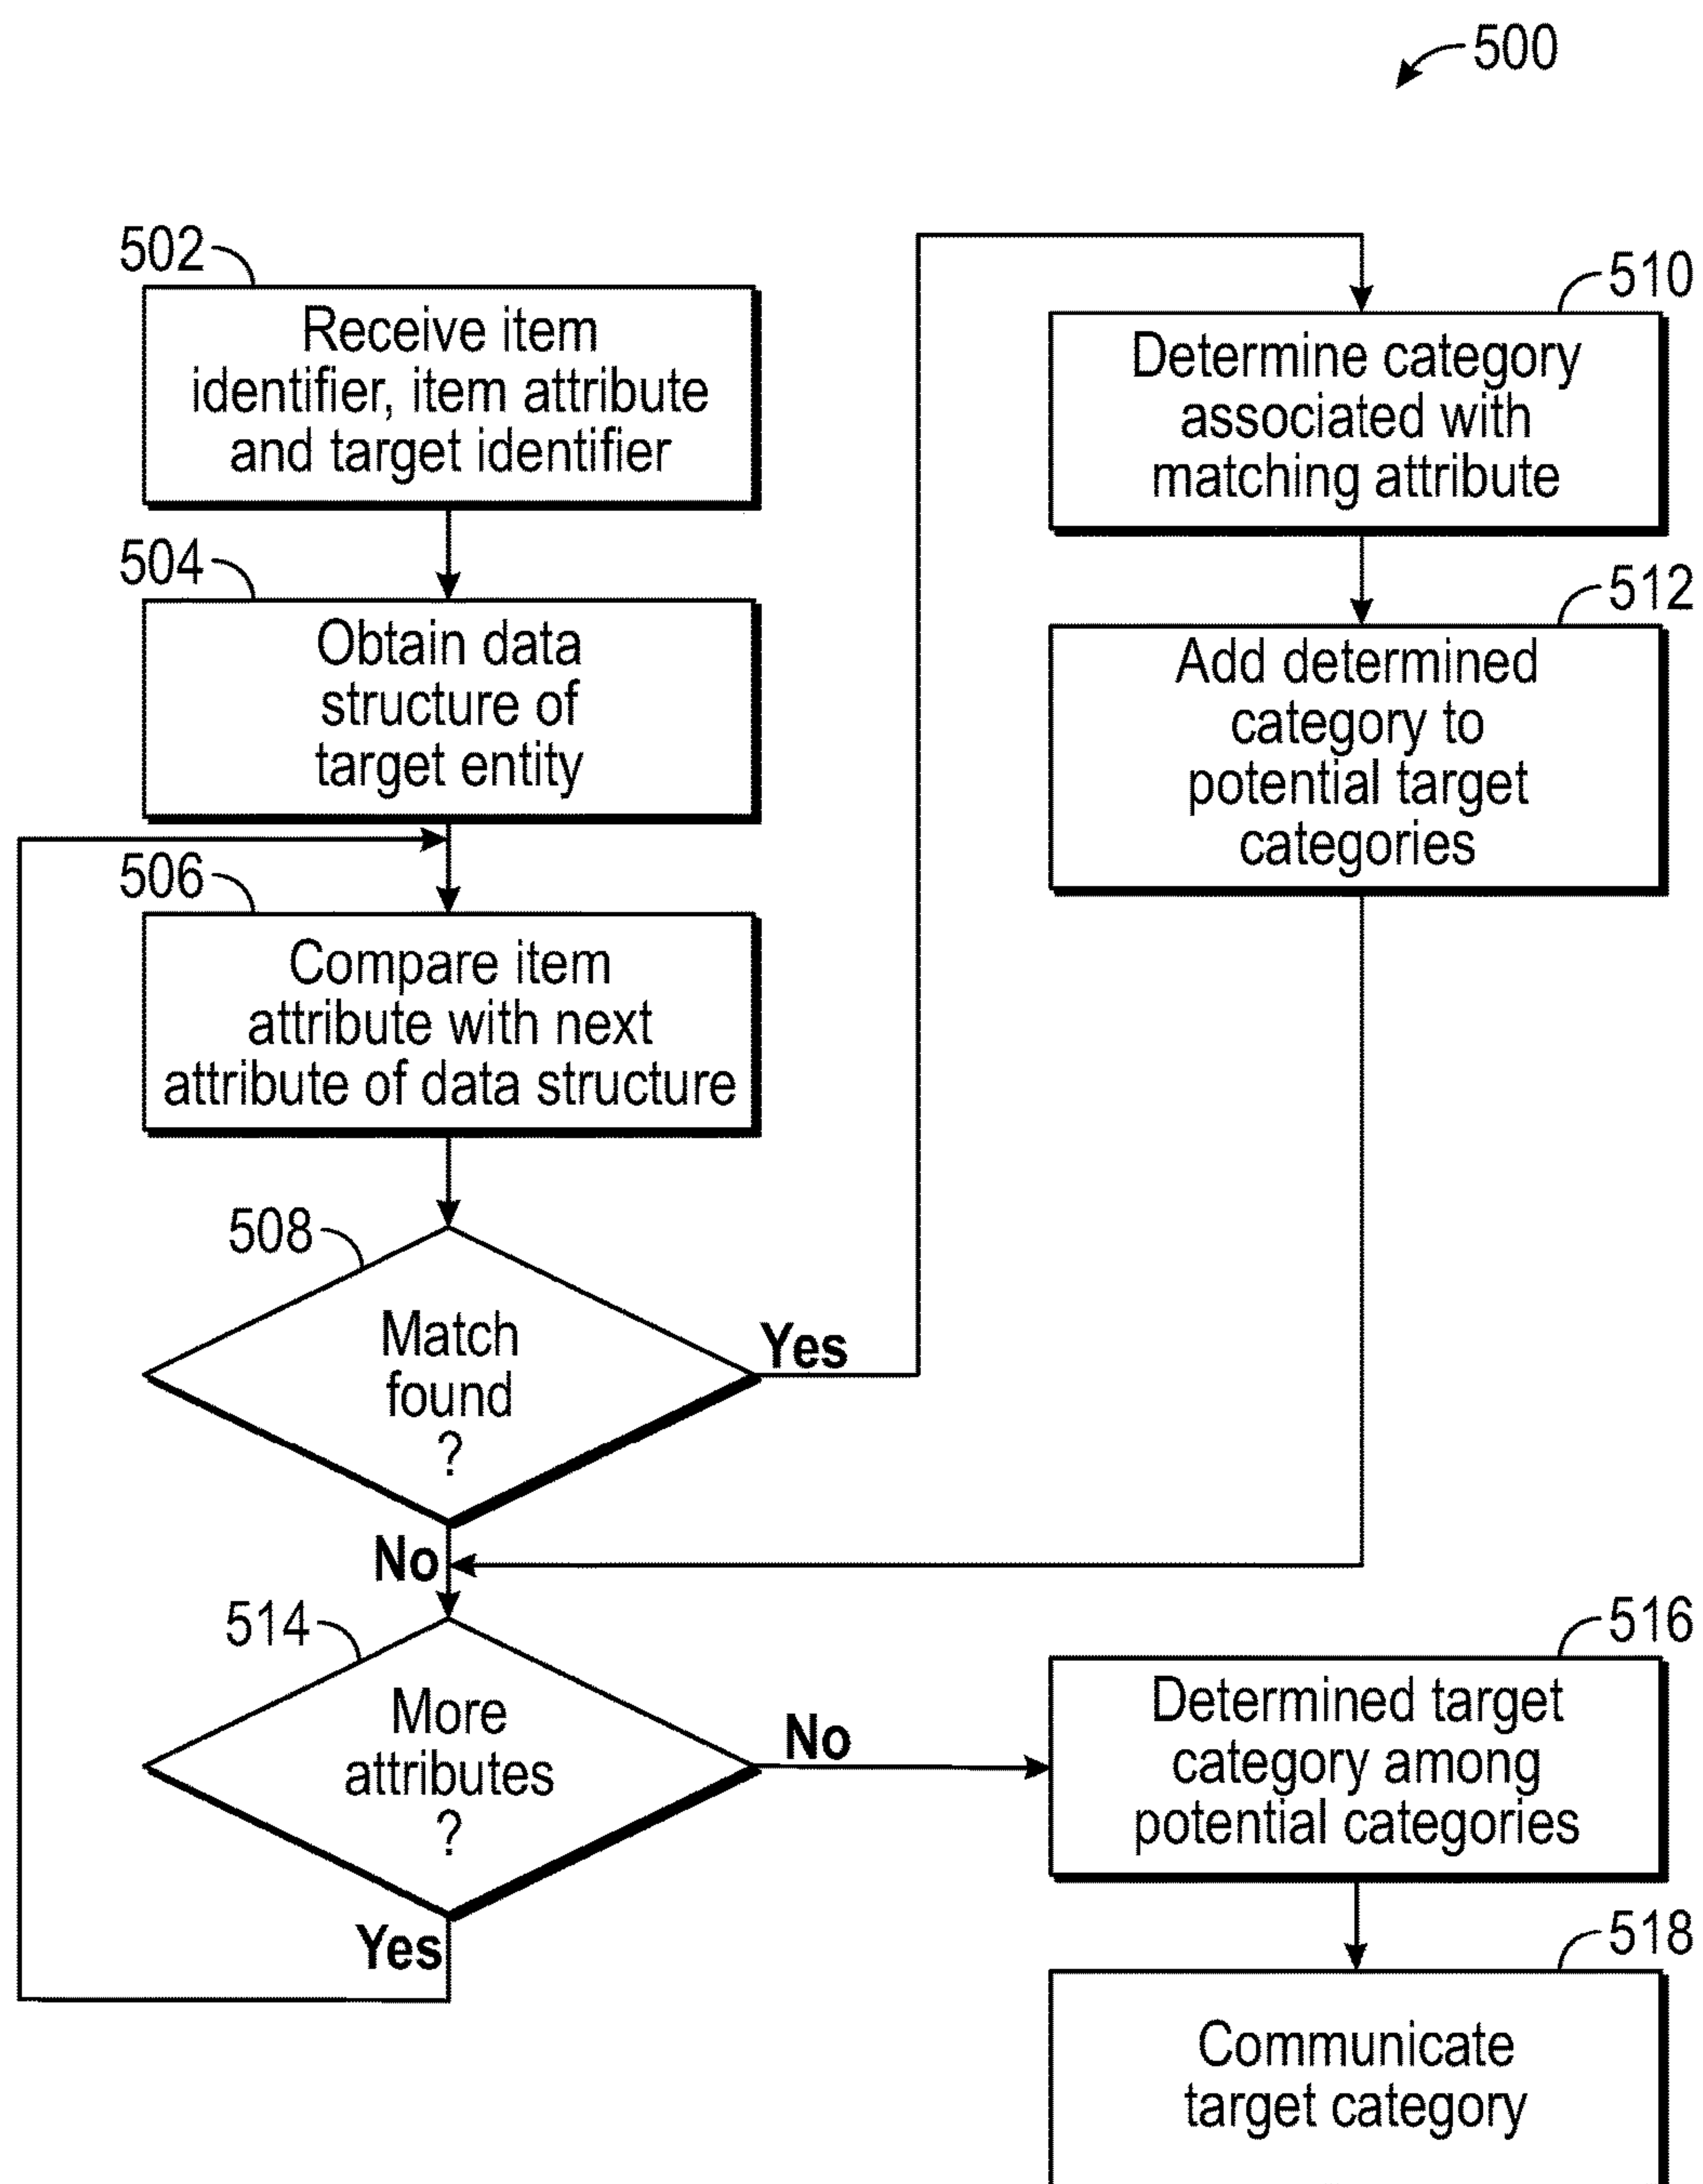 500
502
Receive item
identifier, item attribute
and target identifier
504
Obtain data
structure of
target entity
506
Compare item
attribute with next
attribute of data structure
508
Match
found
?
Yes
No
510
Determine category
associated with
matching attribute
512
Add determined
category to
potential target
categories
514
More
attributes
?
No
Yes
516
Determined target
category among
potential categories
518
Communicate
target category